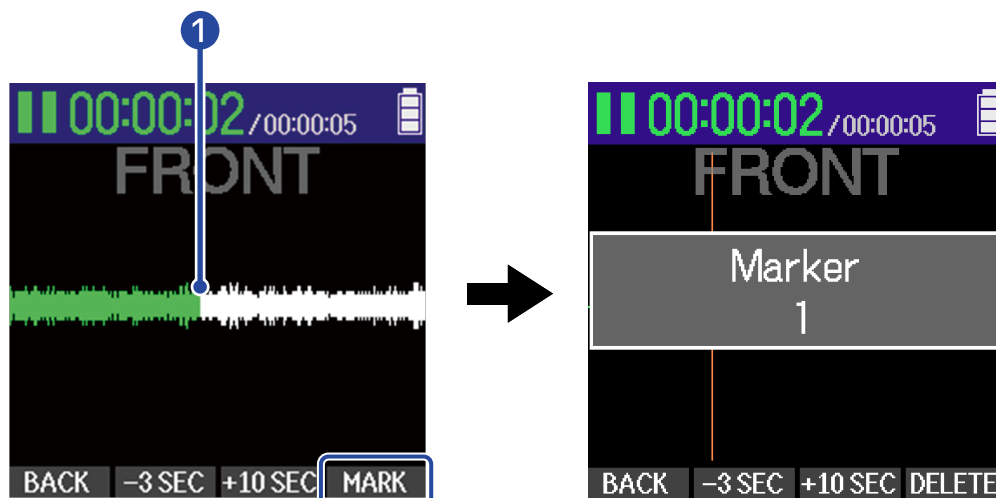 1
00:00:02/00:00:05
FRONT
BACK -3 SEC +10 SEC MARK
00:00:02/00:00:05
FRONT
Marker
1
BACK -3 SEC +10 SEC DELETE